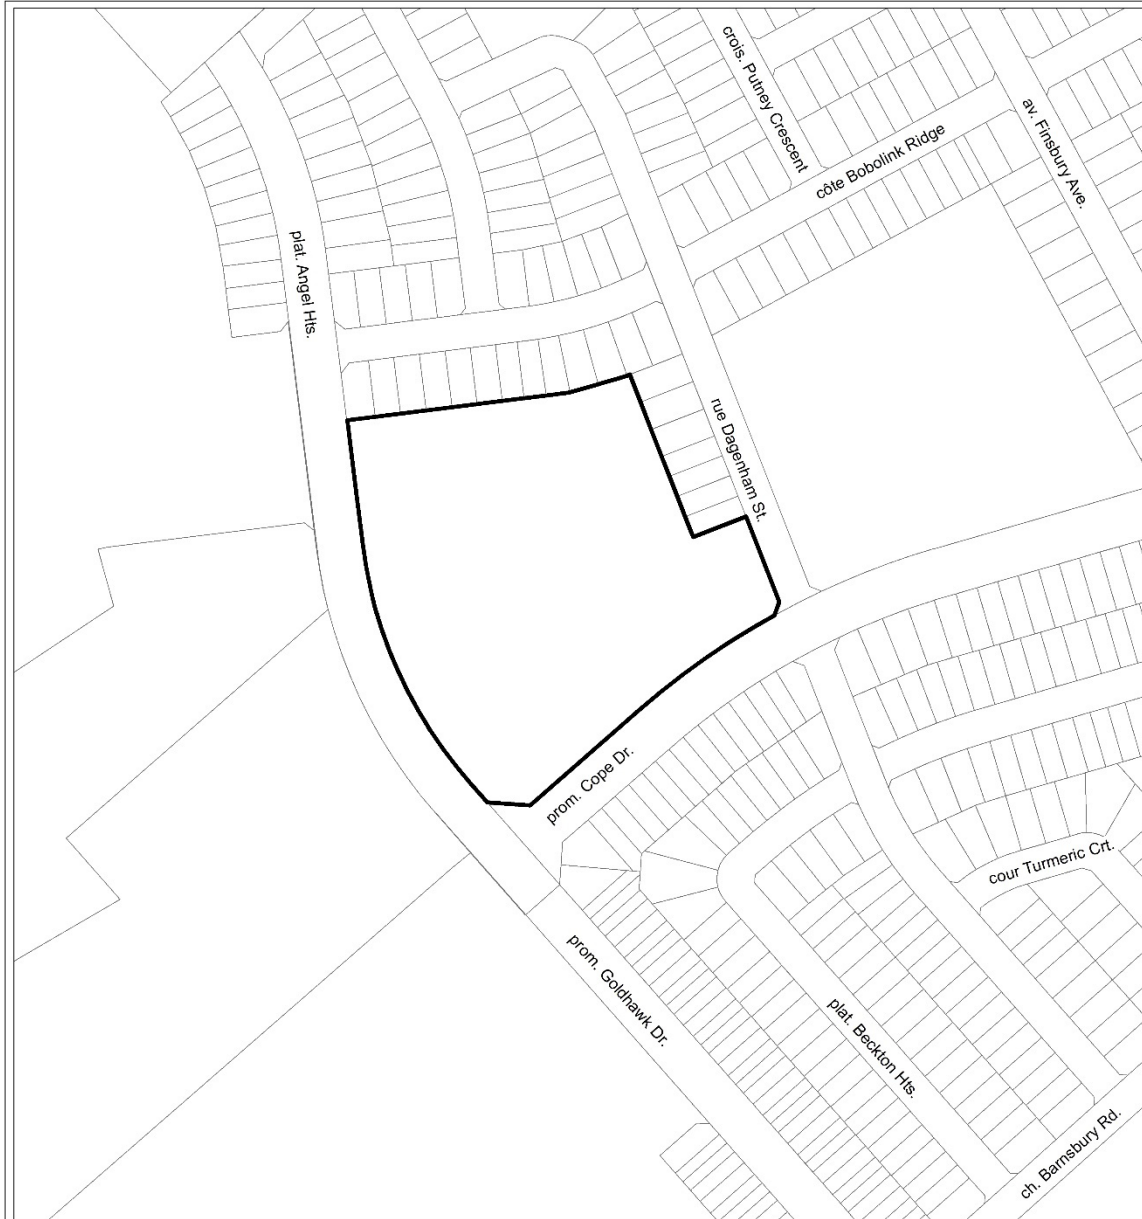 crois. Putney Crescent
av. Finsbury Ave.
côte Bobolink Ridge
plat. Angel Hts.
rue Dagenham St.
prom. Cope Dr.
cour Turmeric Crt.
prom. Goldhawk Dr.
plat. Beckton Hts.
ch. Barnsbury Rd.